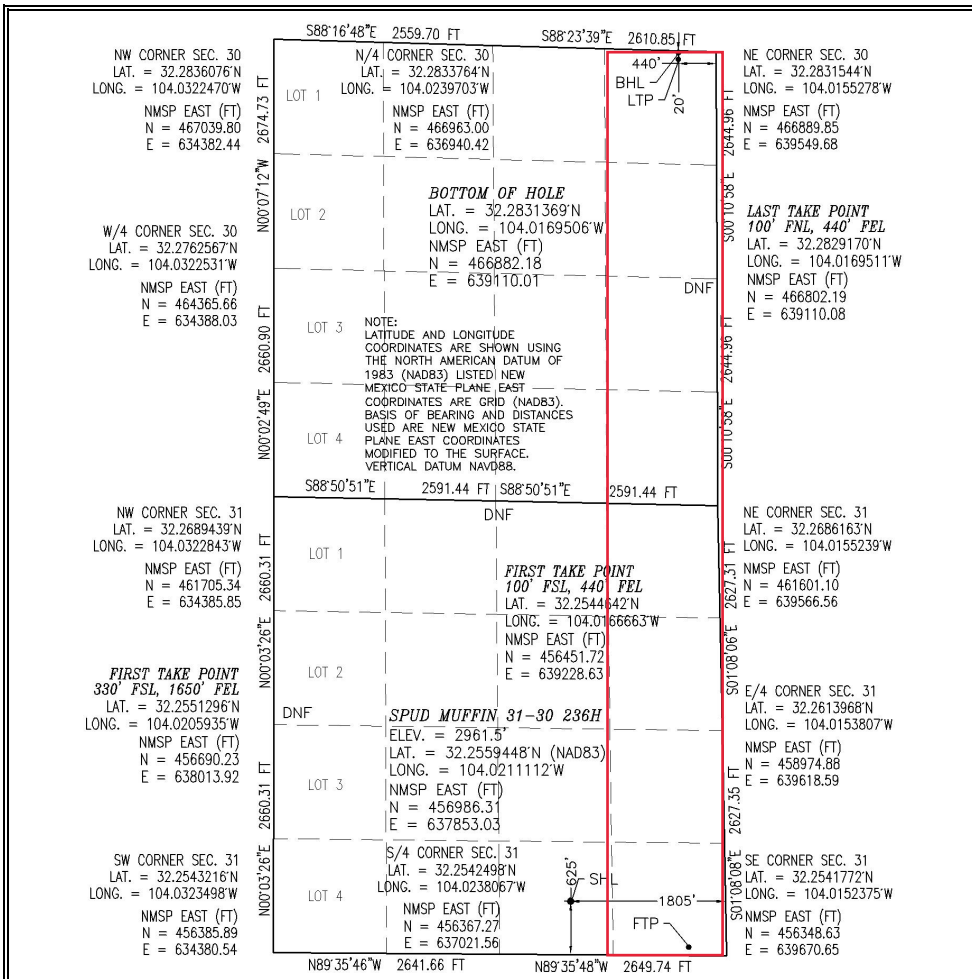 S88°16'48"E 2559.70 FT S88°23'39"E 2610.85 FT
NW CORNER SEC. 30
LAT. = 32.2836076°N
LONG. = 104.0322470°W
NMSP EAST (FT)
N = 467039.80
E = 634382.44
N/4 CORNER SEC. 30
LAT. = 32.2833764°N
LONG. = 104.0239703°W
NMSP EAST (FT)
N = 466963.00
E = 636940.42
440'
BHL
LTP
20'
NE CORNER SEC. 30
LAT. = 32.2831544°N
LONG. = 104.0155278°W
NMSP EAST (FT)
N = 466889.85
E = 639549.68
LOT 1
2674.73 FT
N00°07'12"W
2644.96 FT
S00°10'58"E
LOT 2
BOTTOM OF HOLE
LAT. = 32.2831369°N
LONG. = 104.0169506°W
NMSP EAST (FT)
N = 466882.18
E = 639110.01
LAST TAKE POINT
100' FNL, 440' FEL
LAT. = 32.2829170°N
LONG. = 104.0169511°W
NMSP EAST (FT)
N = 466802.19
E = 639110.08
W/4 CORNER SEC. 30
LAT. = 32.2762567°N
LONG. = 104.0322531°W
NMSP EAST (FT)
N = 464365.66
E = 634388.03
DNF
LOT 3
2660.90 FT
N00°02'49"E
2644.96 FT
S00°10'58"E
NOTE:
LATITUDE AND LONGITUDE
COORDINATES ARE SHOWN USING
THE NORTH AMERICAN DATUM OF
1983 (NAD83) LISTED NEW
MEXICO STATE PLANE EAST
COORDINATES ARE GRID (NAD83).
BASIS OF BEARING AND DISTANCES
USED ARE NEW MEXICO STATE
PLANE EAST COORDINATES
MODIFIED TO THE SURFACE.
VERTICAL DATUM NAVD88.
LOT 4
S88°50'51"E 2591.44 FT S88°50'51"E 2591.44 FT
DNF
NW CORNER SEC. 31
LAT. = 32.2689439°N
LONG. = 104.0322843°W
NMSP EAST (FT)
N = 461705.34
E = 634385.85
NE CORNER SEC. 31
LAT. = 32.2686163°N
LONG. = 104.0155239°W
NMSP EAST (FT)
N = 461601.10
E = 639566.56
LOT 1
2660.31 FT
N00°03'26"E
2627.31 FT
S01°08'06"E
FIRST TAKE POINT
100' FSL, 440' FEL
LAT. = 32.2544642°N
LONG. = 104.0166663°W
NMSP EAST (FT)
N = 456451.72
E = 639228.63
LOT 2
FIRST TAKE POINT
330' FSL, 1650' FEL
LAT. = 32.2551296°N
LONG. = 104.0205935°W
NMSP EAST (FT)
N = 456690.23
E = 638013.92
E/4 CORNER SEC. 31
LAT. = 32.2613968°N
LONG. = 104.0153807°W
NMSP EAST (FT)
N = 458974.88
E = 639618.59
DNF
SPUD MUFFIN 31-30 236H
ELEV. = 2961.5'
LAT. = 32.2559448°N (NAD83)
LONG. = 104.0211112°W
NMSP EAST (FT)
N = 456986.31
E = 637853.03
LOT 3
2660.31 FT
N00°03'26"E
2627.35 FT
S01°08'08"E
SW CORNER SEC. 31
LAT. = 32.2543216°N
LONG. = 104.0323498°W
NMSP EAST (FT)
N = 456385.89
E = 634380.54
LOT 4
S/4 CORNER SEC. 31
LAT. = 32.2542498°N
LONG. = 104.0238067°W
NMSP EAST (FT)
N = 456367.27
E = 637021.56
625'
SHL
1805'
FTP
SE CORNER SEC. 31
LAT. = 32.2541772°N
LONG. = 104.0152375°W
NMSP EAST (FT)
N = 456348.63
E = 639670.65
N89°35'46"W 2641.66 FT N89°35'48"W 2649.74 FT